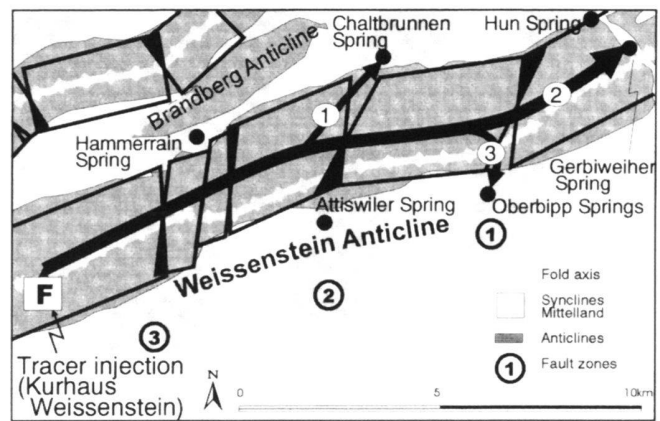 Chaltbrunnen
Spring
Hun Spring
Brandberg Anticline
1
2
Hammerrain
Spring
3
Gerbiweiher
Spring
Attiswiler Spring
Oberbipp Springs
Weissenstein Anticline
1
F
2
3
Tracer injection
(Kurhaus
Weissenstein)
N
Fold axis
Synclines
Mittelland
Anticlines
1 Fault zones
0 5 10km